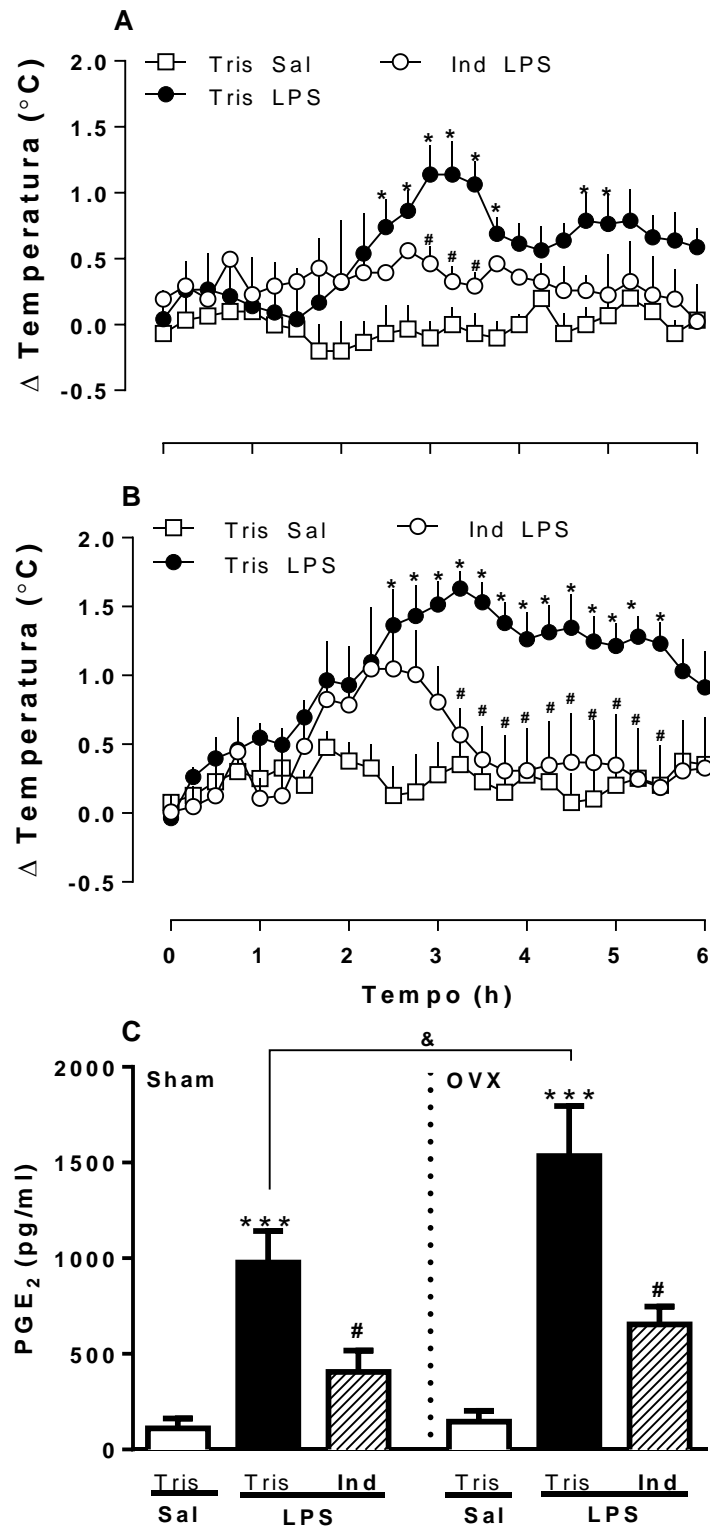 A
Tris Sal
Ind LPS
Tris LPS
Δ Temperatura (°C)
2.0
1.5
1.0
0.5
0.0
-0.5
* * * * * * * * *
# # #
B
Tris Sal
Ind LPS
Tris LPS
Δ Temperatura (°C)
2.0
1.5
1.0
0.5
0.0
-0.5
* * * * * * * * * * * * *
# # # # # # # # # #
0 1 2 3 4 5 6
Tempo (h)
C
&
Sham
OVX
PGE2 (pg/ml)
2000
1500
1000
500
0
***
#
***
#
Tris Tris Ind Tris Tris Ind
Sal LPS Sal LPS